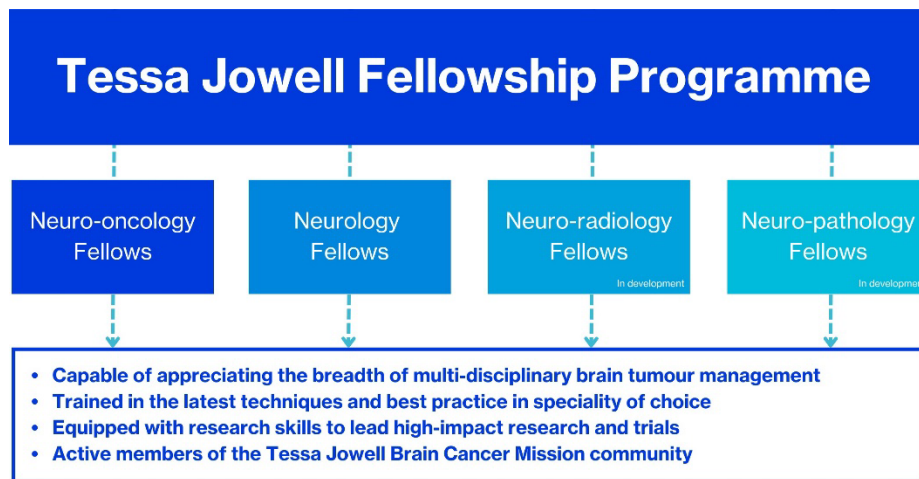 Tessa Jowell Fellowship Programme
Neuro-oncology
Fellows
Neurology
Fellows
Neuro-radiology
Fellows
In development
Neuro-pathology
Fellows
In development
• Capable of appreciating the breadth of multi-disciplinary brain tumour management
• Trained in the latest techniques and best practice in speciality of choice
• Equipped with research skills to lead high-impact research and trials
• Active members of the Tessa Jowell Brain Cancer Mission community